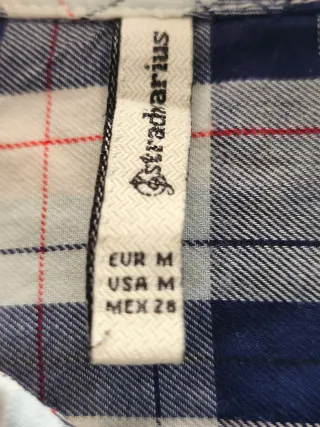 stradivarius
EUR M
USA M
MEX 28